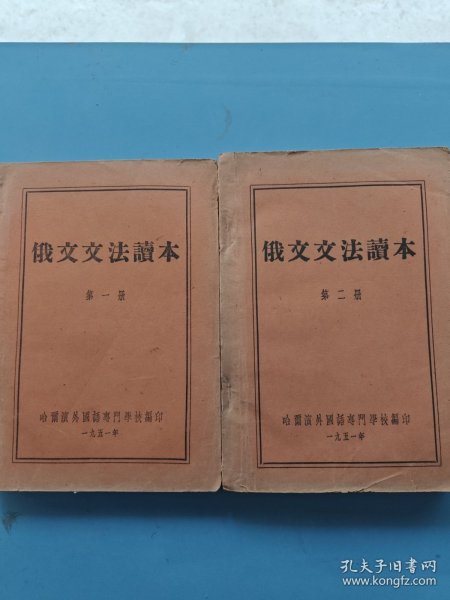 俄文文法讀本
第一册
哈爾濱外國語專門學校編印
一九五一年
俄文文法讀本
第二册
哈爾濱外國語專門學校編印
一九五一年
孔夫子旧书网
www.kongfz.com